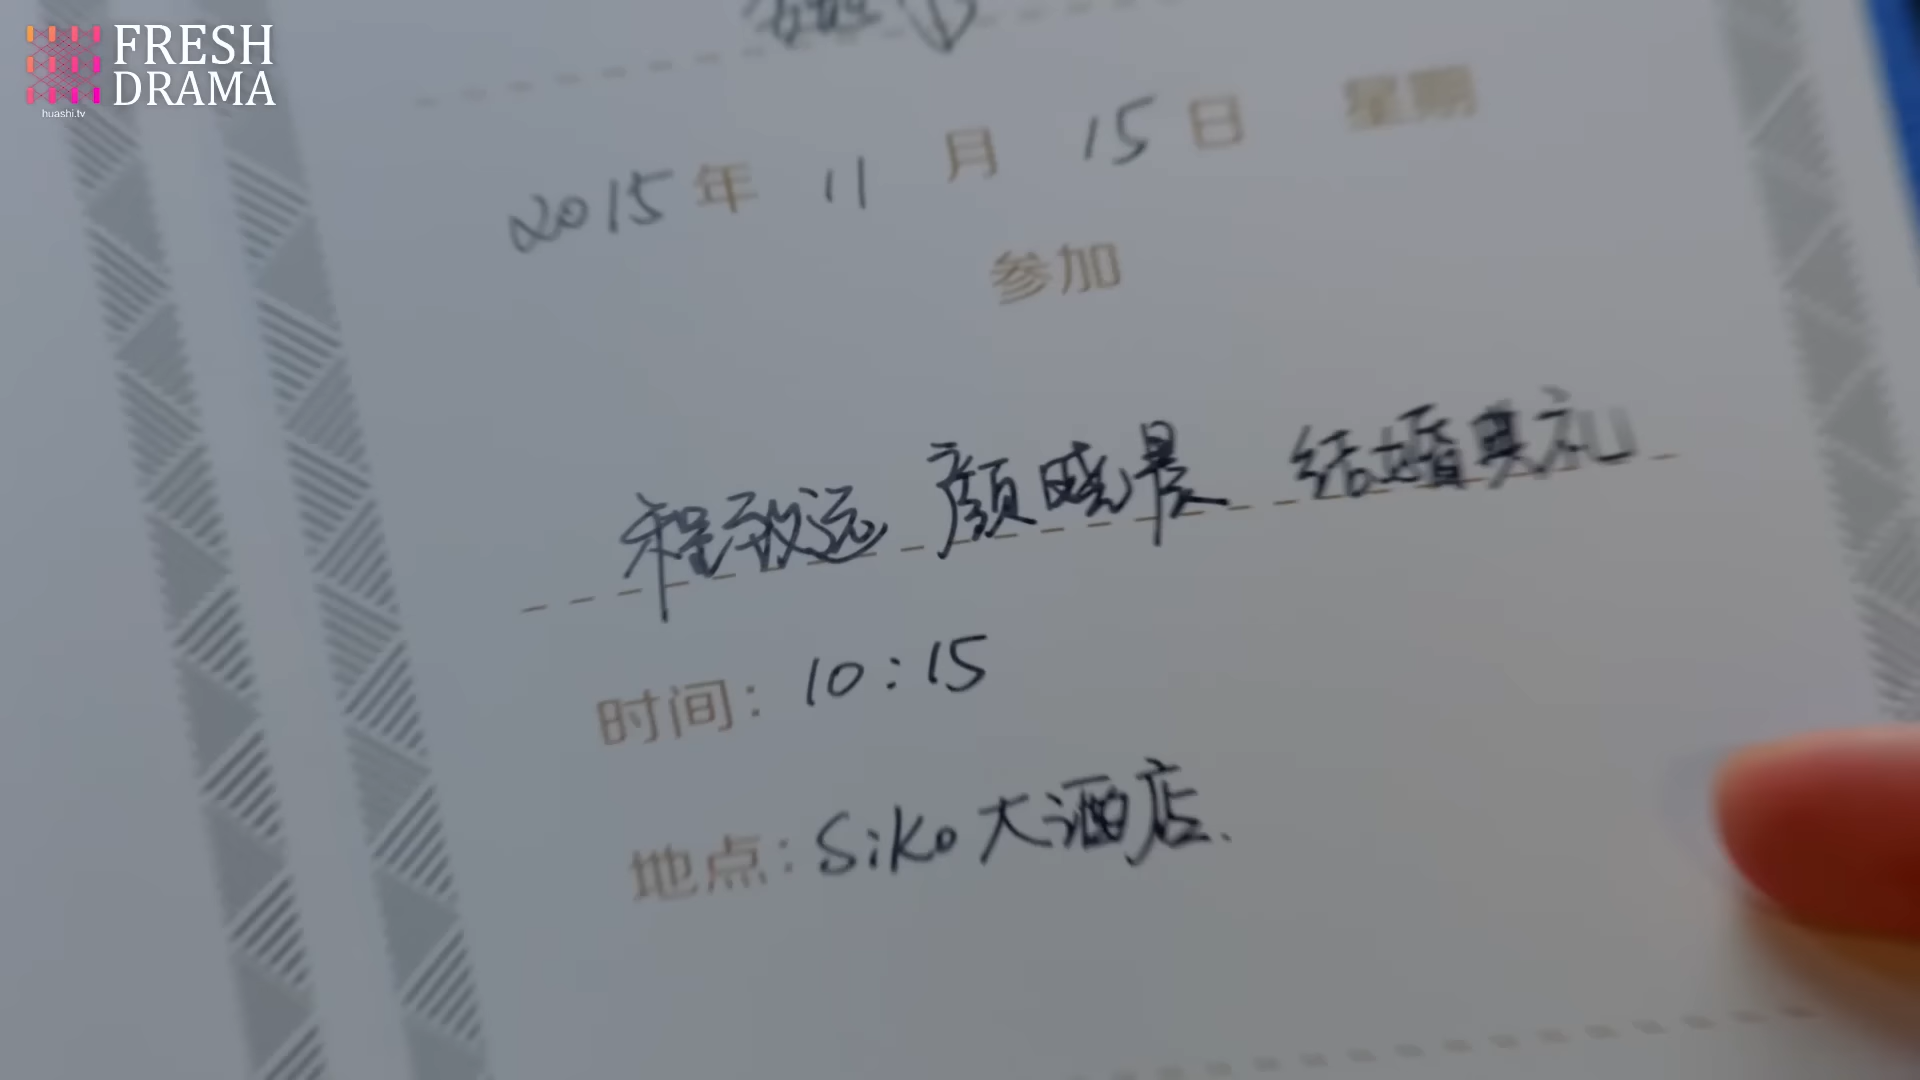 FRESH
DRAMA
huashi.tv
2015年 11月 15日 星期
参加
程致远 颜晓晨 结婚典礼
时间：10:15
地点：Siko大酒店.